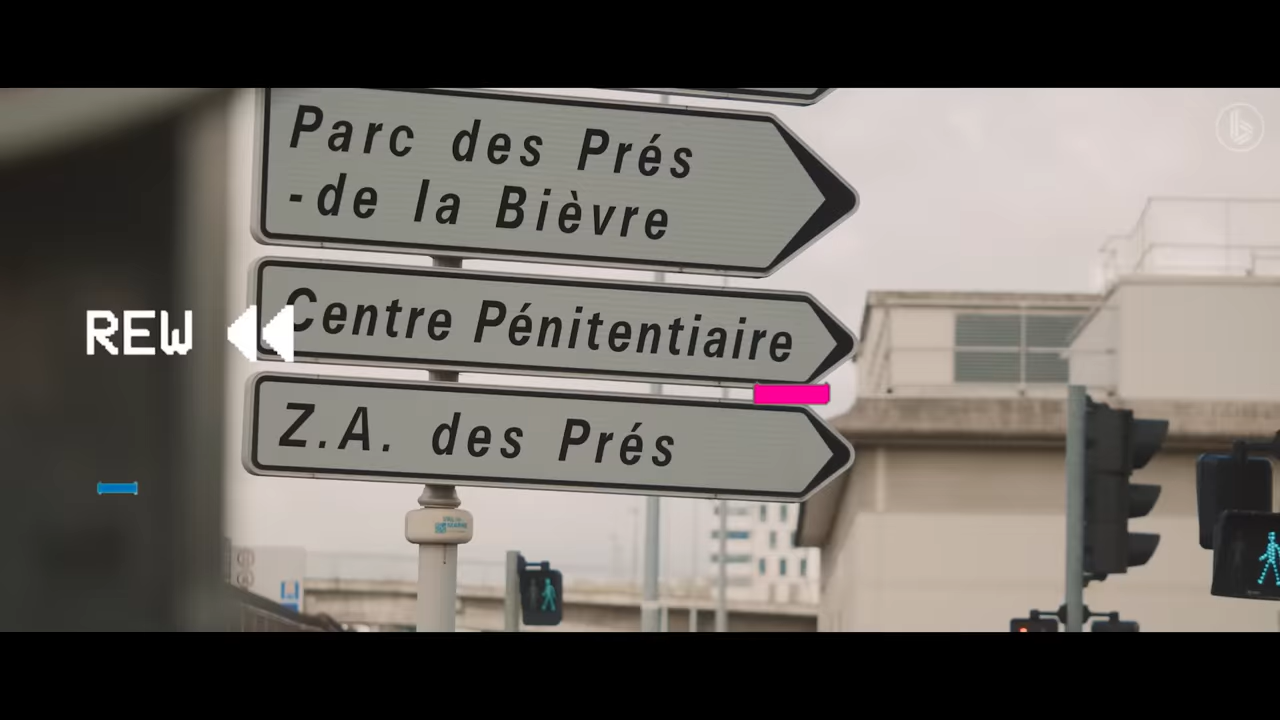 Parc des Prés
-de la Bièvre
REW
Centre Pénitentiaire
Z.A. des Prés